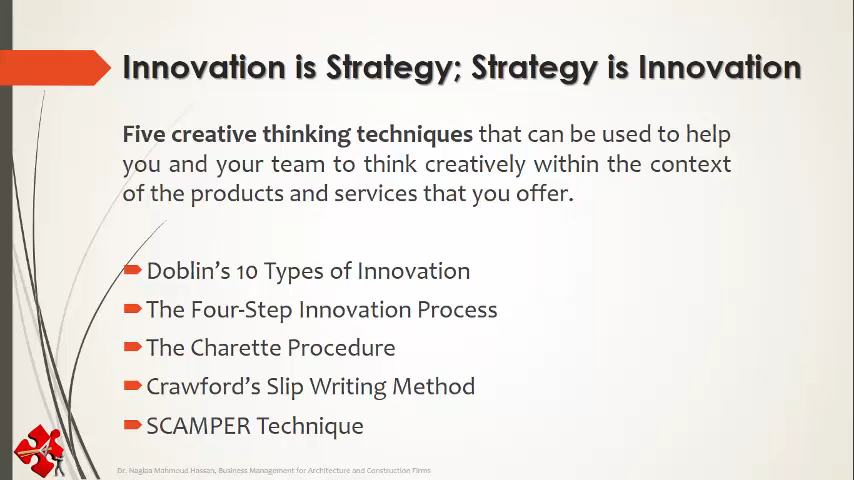 Innovation is Strategy; Strategy is Innovation
Five creative thinking techniques that can be used to help
you and your team to think creatively within the context
of the products and services that you offer.
Doblin's 10 Types of Innovation
The Four-Step Innovation Process
The Charette Procedure
Crawford's Slip Writing Method
SCAMPER Technique
Dr. Naglaa Mahmoud Hassan, Business Management for Architecture and Construction Firms